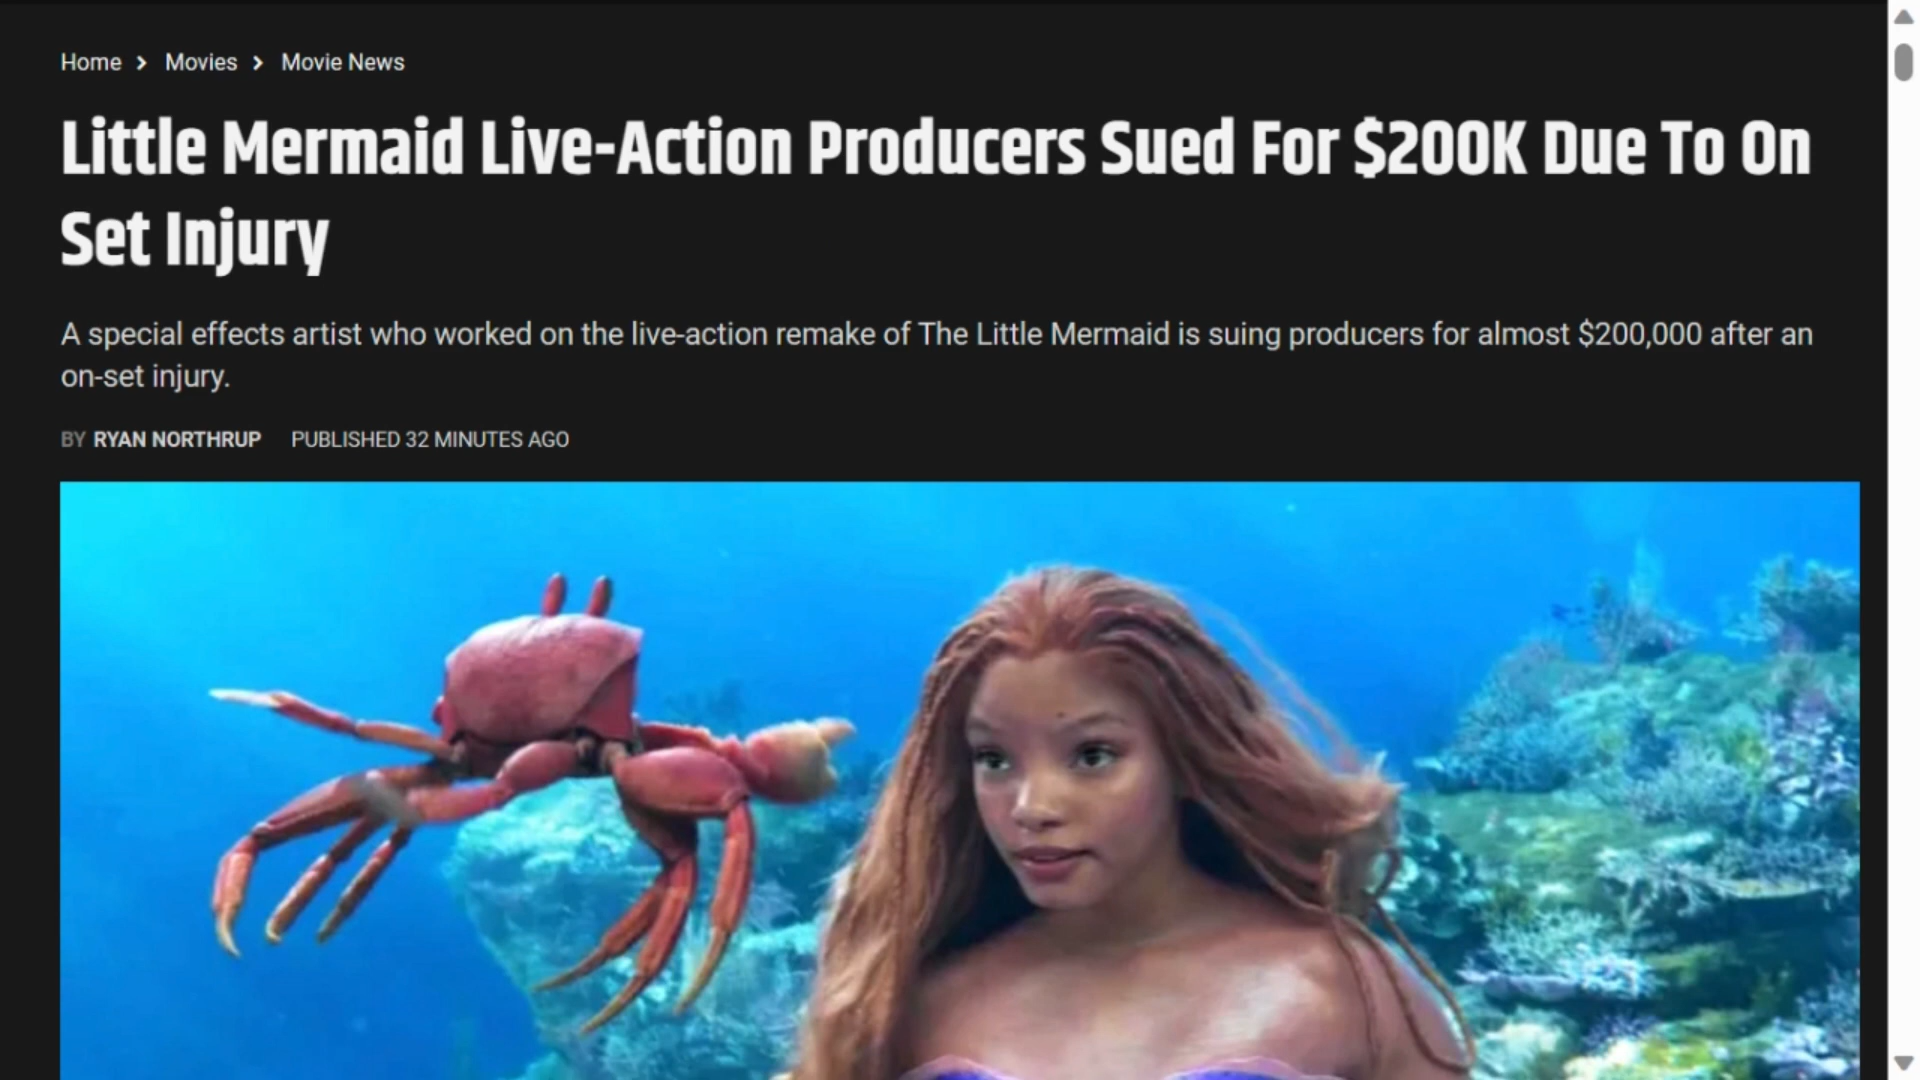 Home > Movies > Movie News
Little Mermaid Live-Action Producers Sued For $200K Due To On
Set Injury
A special effects artist who worked on the live-action remake of The Little Mermaid is suing producers for almost $200,000 after an
on-set injury.
BY RYAN NORTHRUP PUBLISHED 32 MINUTES AGO